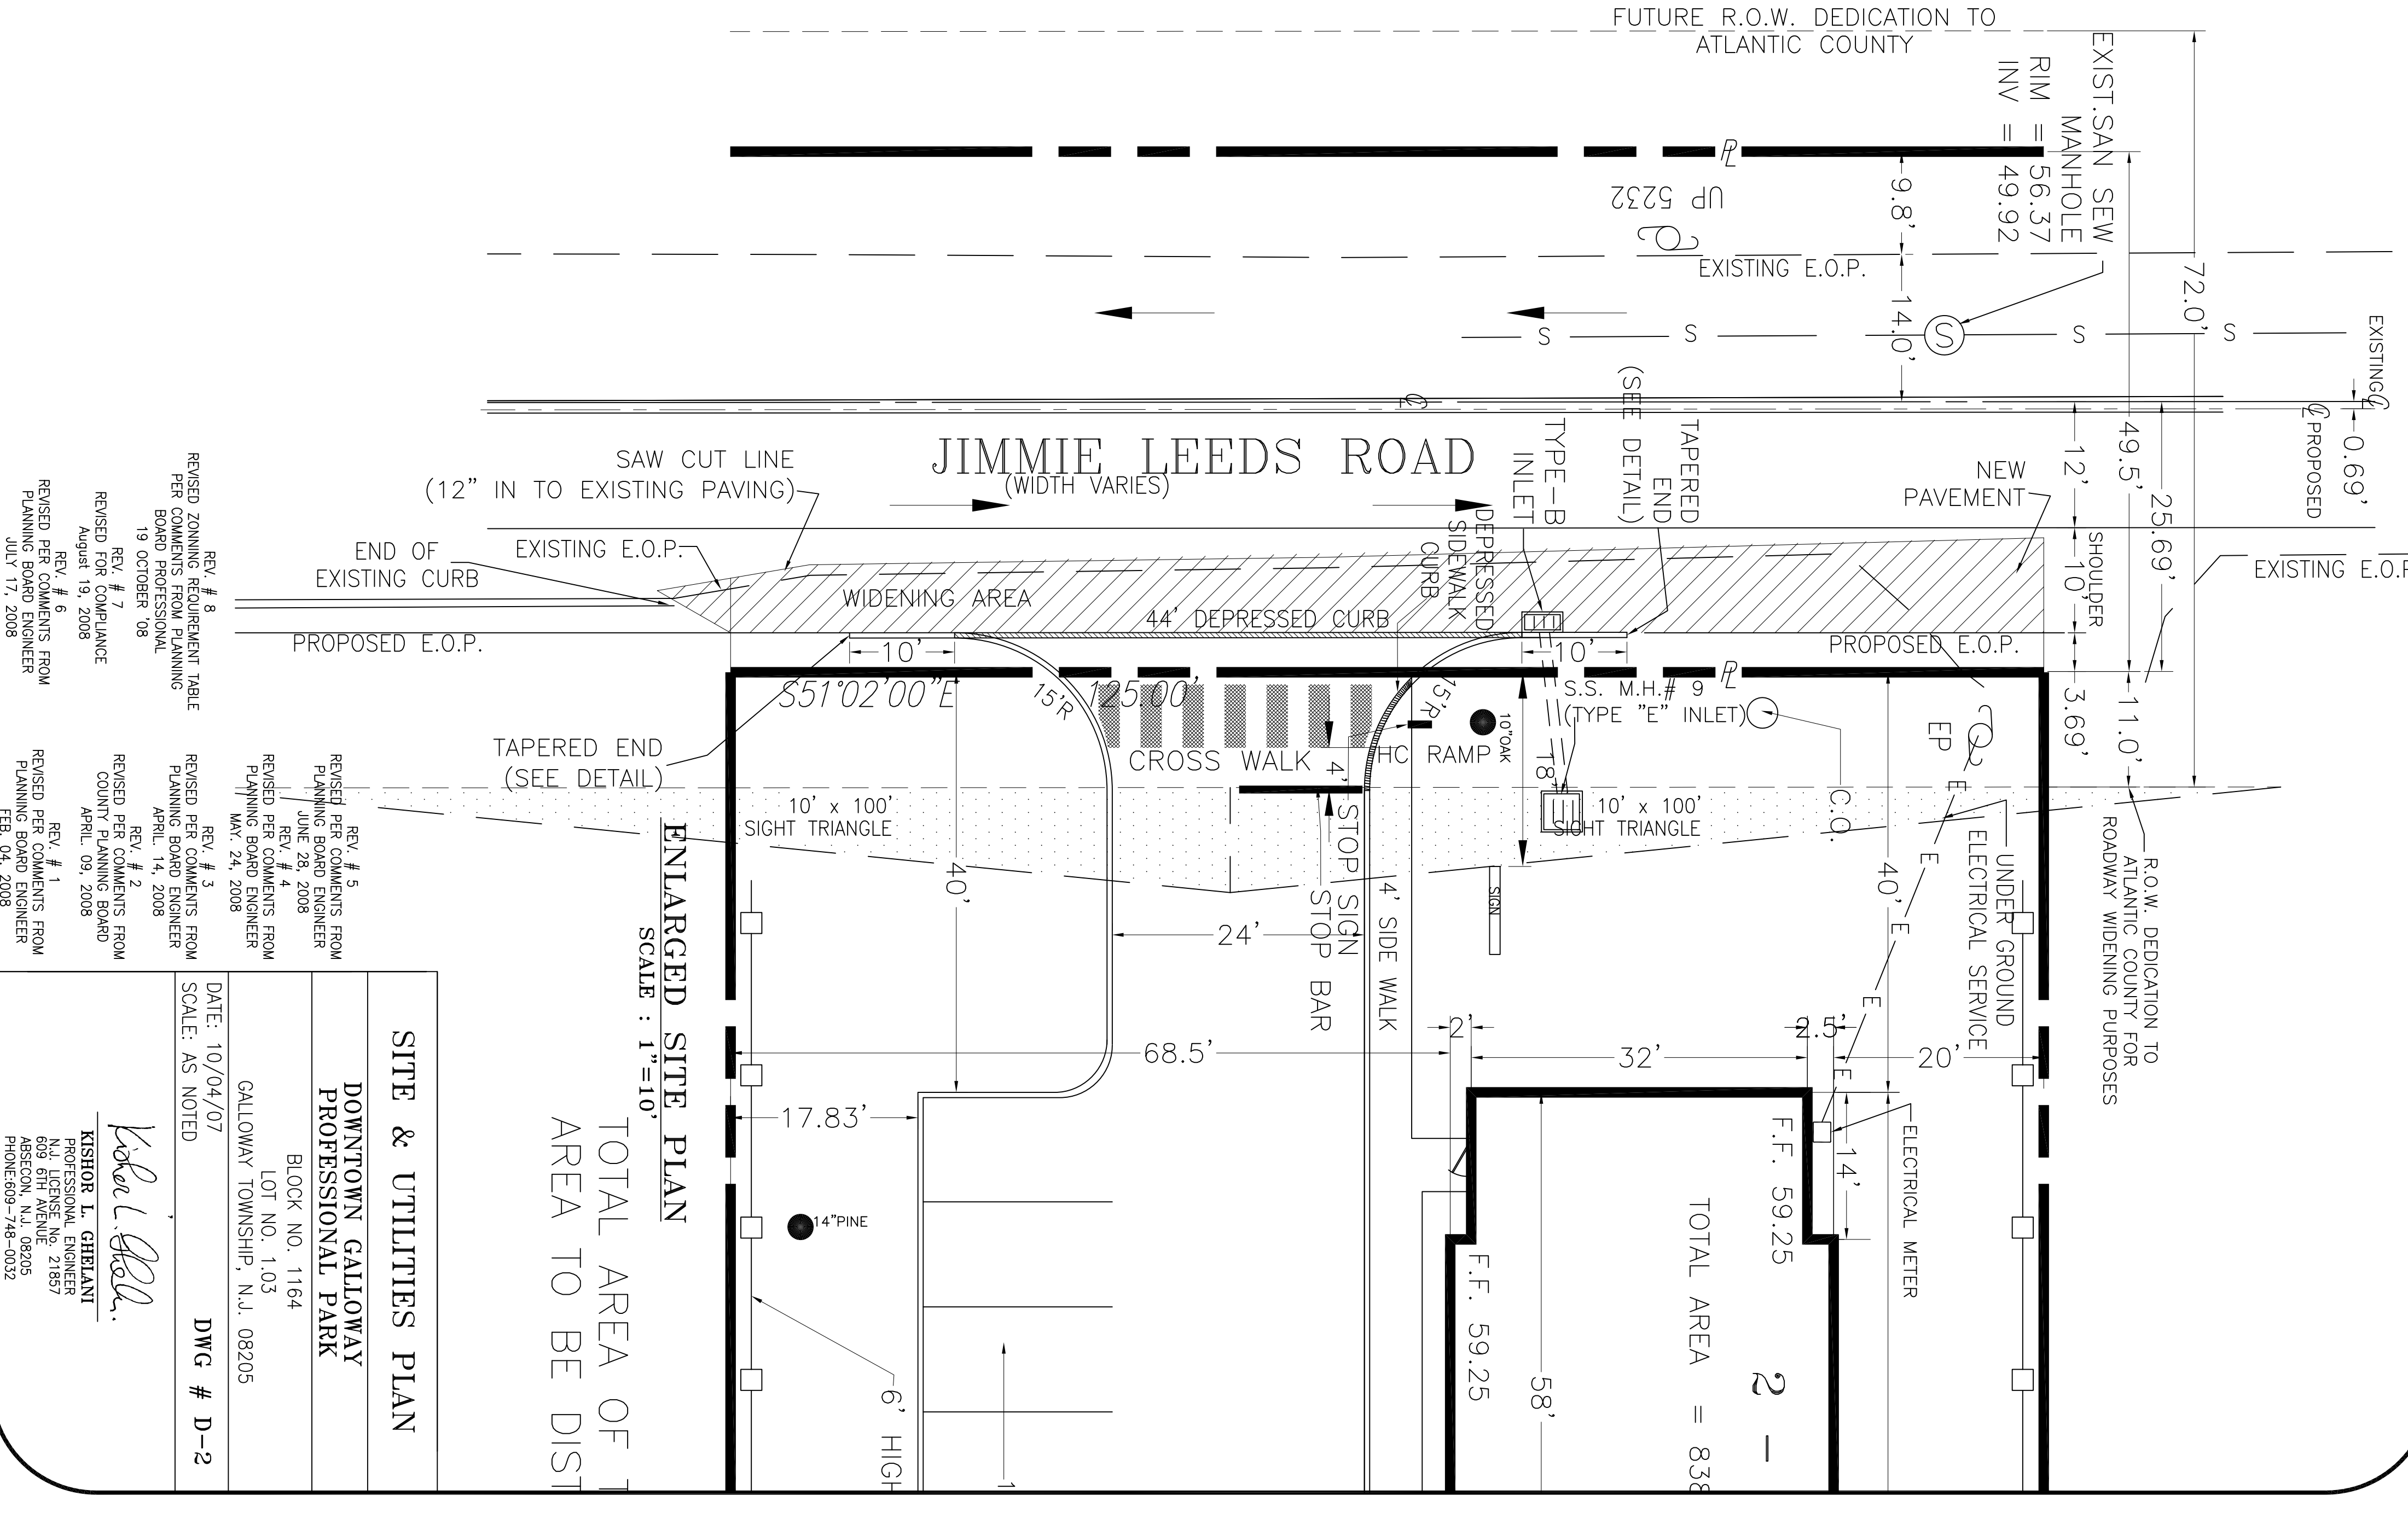 FUTURE R.O.W. DEDICATION TO
ATLANTIC COUNTY
EXIST.SAN SEW
MANHOLE
RIM = 56.37
INV = 49.92
72.0'
9.8'
UP 5232
EXISTING E.O.P.
14.0'
S
S
S
S
S
EXISTING
PROPOSED
0.69'
49.5'
25.69'
12'
JIMMIE LEEDS ROAD
(WIDTH VARIES)
SAW CUT LINE
(12" IN TO EXISTING PAVING)
(SEE DETAIL)
TAPERED
END
TYPE-B
INLET
NEW
PAVEMENT
SHOULDER
10'
EXISTING E.O.P
END OF
EXISTING CURB
EXISTING E.O.P.
WIDENING AREA
44' DEPRESSED CURB
DEPRESSED
SIDEWALK
CURB
PROPOSED E.O.P.
PROPOSED E.O.P.
10'
10'
S51°02'00"E
125.00'
15'R
15'R
3.69'
11.0'
S.S. M.H.# 9
(TYPE "E" INLET)
10"OAK
18'
EP
TAPERED END
(SEE DETAIL)
CROSS WALK
4'
HC RAMP
C.O.
10' x 100'
SIGHT TRIANGLE
10' x 100'
SIGHT TRIANGLE
STOP SIGN
STOP BAR
4' SIDE WALK
SIGN
40'
40'
24'
E
E
E
E
E
E
UNDER GROUND
ELECTRICAL SERVICE
R.O.W. DEDICATION TO
ATLANTIC COUNTY FOR
ROADWAY WIDENING PURPOSES
68.5'
2'
32'
2.5'
20'
17.83'
14"PINE
6' HIGH
1
14'
ELECTRICAL METER
F.F. 59.25
F.F. 59.25
58'
TOTAL AREA = 838
2 -
ENLARGED SITE PLAN
SCALE : 1"=10'
TOTAL AREA OF
AREA TO BE DIST
REV. # 8
REVISED ZONNING REQUIREMENT TABLE
PER COMMENTS FROM PLANNING
BOARD PROFESSIONAL
19 OCTOBER '08
REV. # 7
REVISED FOR COMPLIANCE
August 19, 2008
REV. # 6
REVISED PER COMMENTS FROM
PLANNING BOARD ENGINEER
JULY 17, 2008
REV. # 5
REVISED PER COMMENTS FROM
PLANNING BOARD ENGINEER
JUNE 28, 2008
REV. # 4
REVISED PER COMMENTS FROM
PLANNING BOARD ENGINEER
MAY. 24, 2008
REV. # 3
REVISED PER COMMENTS FROM
PLANNING BOARD ENGINEER
APRIL. 14, 2008
REV. # 2
REVISED PER COMMENTS FROM
COUNTY PLANNING BOARD
APRIL. 09, 2008
REV. # 1
REVISED PER COMMENTS FROM
PLANNING BOARD ENGINEER
FEB. 04, 2008
SITE & UTILITIES PLAN
DOWNTOWN GALLOWAY
PROFESSIONAL PARK
BLOCK NO. 1164
LOT NO. 1.03
GALLOWAY TOWNSHIP, N.J. 08205
DATE: 10/04/07
SCALE: AS NOTED
DWG # D-2
Kishor L. Ghelani.
KISHOR L. GHELANI
PROFESSIONAL ENGINEER
N.J. LICENSE No. 21857
609 6TH AVENUE
ABSECON, N.J. 08205
PHONE:609-748-0032